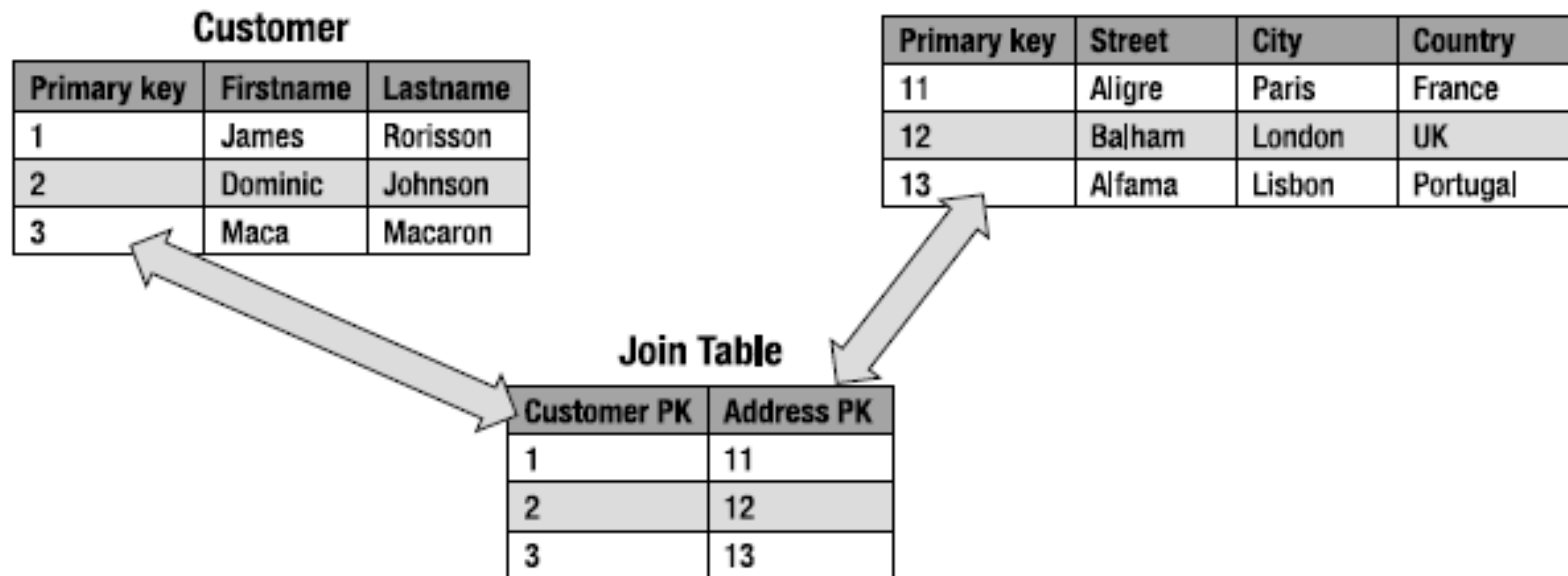 Customer
Primary key Firstname Lastname
1 James Rorisson
2 Dominic Johnson
3 Maca Macaron
Primary key Street City Country
11 Aligre Paris France
12 Balham London UK
13 Alfama Lisbon Portugal
Join Table
Customer PK Address PK
1 11
2 12
3 13